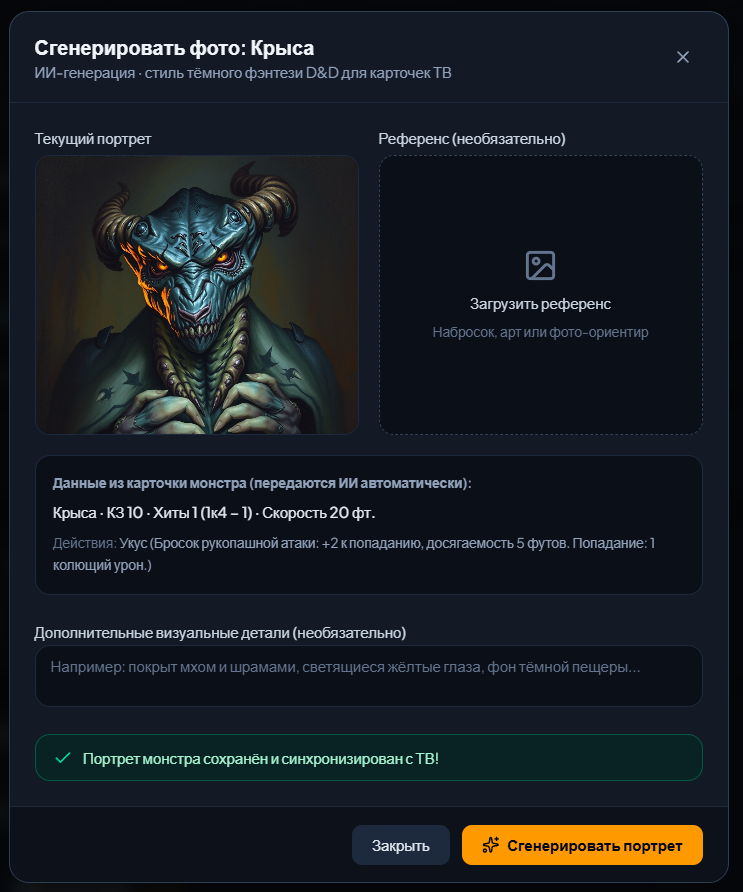 Сгенерировать фото: Крыса
ИИ-генерация · стиль тёмного фэнтези D&D для карточек ТВ
Текущий портрет
Референс (необязательно)
Загрузить референс
Набросок, арт или фото-ориентир
Данные из карточки монстра (передаются ИИ автоматически):
Крыса · КЗ 10 · Хиты 1 (1к4 – 1) · Скорость 20 фт.
Действия: Укус (Бросок рукопашной атаки: +2 к попаданию, досягаемость 5 футов. Попадание: 1
колющий урон.)
Дополнительные визуальные детали (необязательно)
Например: покрыт мхом и шрамами, светящиеся жёлтые глаза, фон тёмной пещеры...
Портрет монстра сохранён и синхронизирован с ТВ!
Закрыть
Сгенерировать портрет